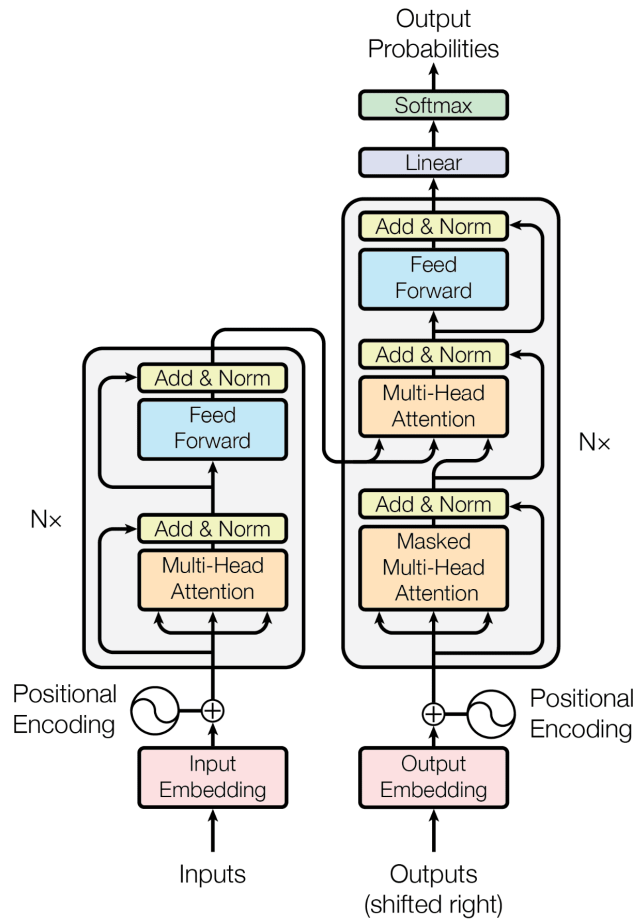 Output
Probabilities
Softmax
Linear
Add & Norm
Feed
Forward
Add & Norm
Multi-Head
Attention
Add & Norm
Masked
Multi-Head
Attention
N×
Add & Norm
Feed
Forward
Add & Norm
Multi-Head
Attention
N×
Positional
Encoding
Positional
Encoding
Input
Embedding
Output
Embedding
Inputs
Outputs
(shifted right)